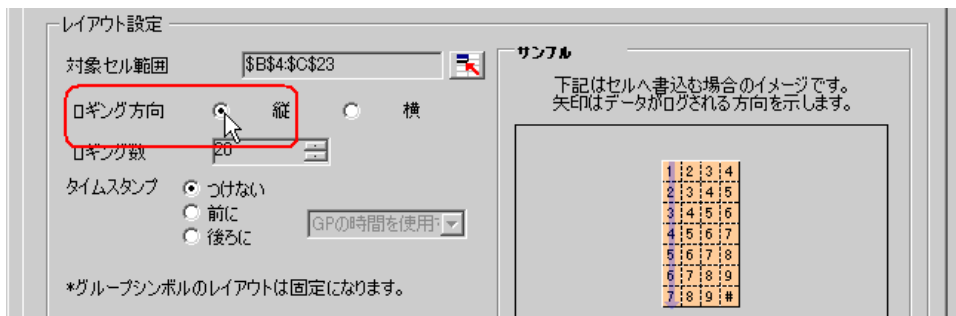 レイアウト設定
対象セル範囲 $B$4:$C$23
ロギング方向 縦 横
ロギング数 20
タイムスタンプ つけない
前に
後ろに
GPの時間を使用
*グループシンボルのレイアウトは固定になります。
サンプル
下記はセルへ書込む場合のイメージです。
矢印はデータがログされる方向を示します。
1 2 3 4
2 3 4 5
3 4 5 6
4 5 6 7
5 6 7 8
6 7 8 9
7 8 9 #